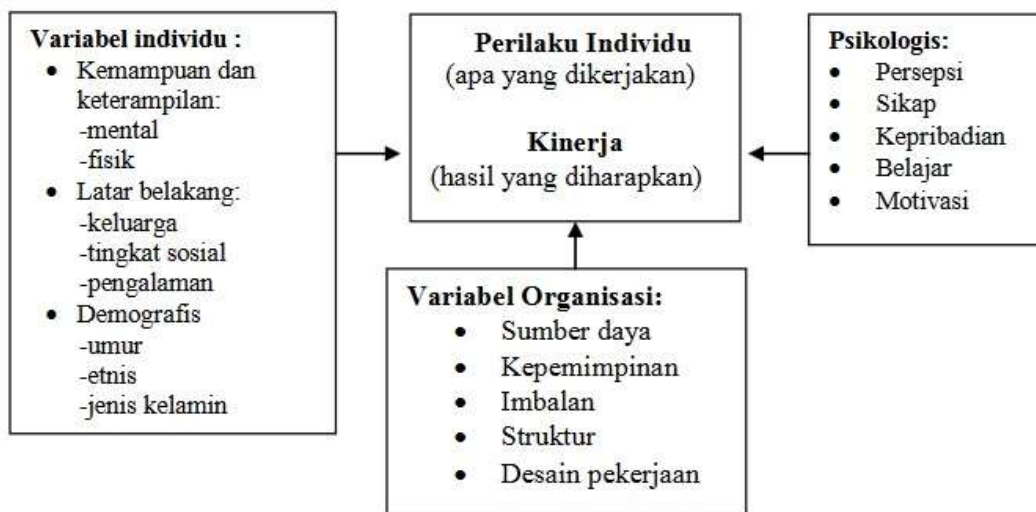 Variabel individu :
• Kemampuan dan
keterampilan:
-mental
-fisik
• Latar belakang:
-keluarga
-tingkat sosial
-pengalaman
• Demografis
-umur
-etnis
-jenis kelamin
Perilaku Individu
(apa yang dikerjakan)
Kinerja
(hasil yang diharapkan)
Psikologis:
• Persepsi
• Sikap
• Kepribadian
• Belajar
• Motivasi
Variabel Organisasi:
• Sumber daya
• Kepemimpinan
• Imbalan
• Struktur
• Desain pekerjaan